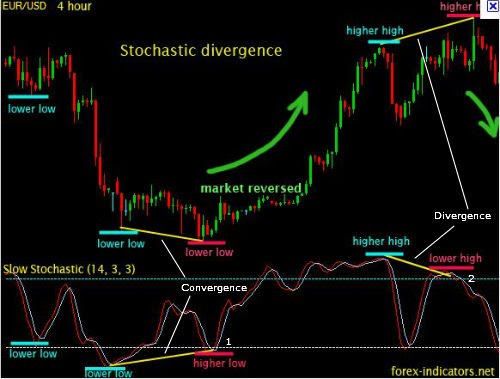 EUR/USD 4 hour
higher h
higher high
Stochastic divergence
lower low
market reversed
Divergence
lower low
lower low
higher high
lower high
Slow Stochastic (14, 3, 3)
2
Convergence
1
lower low
higher low
lower low
forex-indicators.net